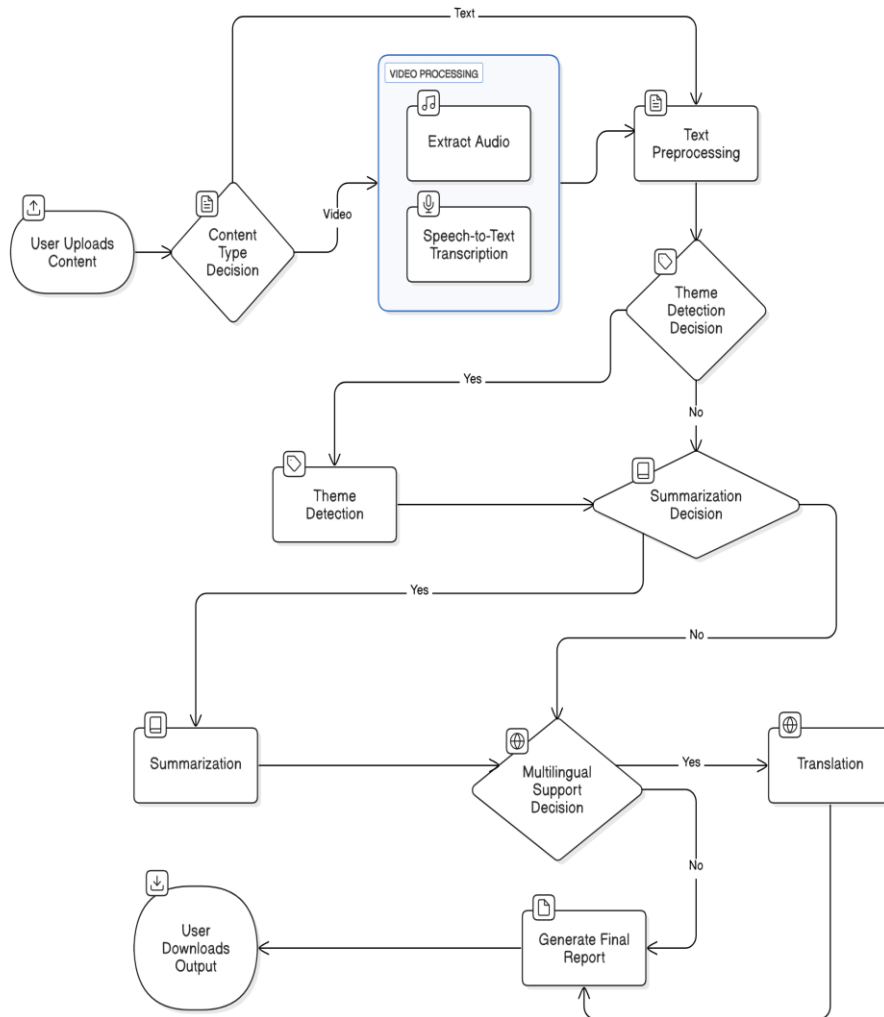 Text
VIDEO PROCESSING
Extract Audio
Text
Preprocessing
User Uploads
Content
Content
Type
Decision
Video
Speech-to-Text
Transcription
Theme
Detection
Decision
Yes
No
Theme
Detection
Summarization
Decision
Yes
No
Summarization
Multilingual
Support
Decision
Yes
Translation
No
User
Downloads
Output
Generate Final
Report